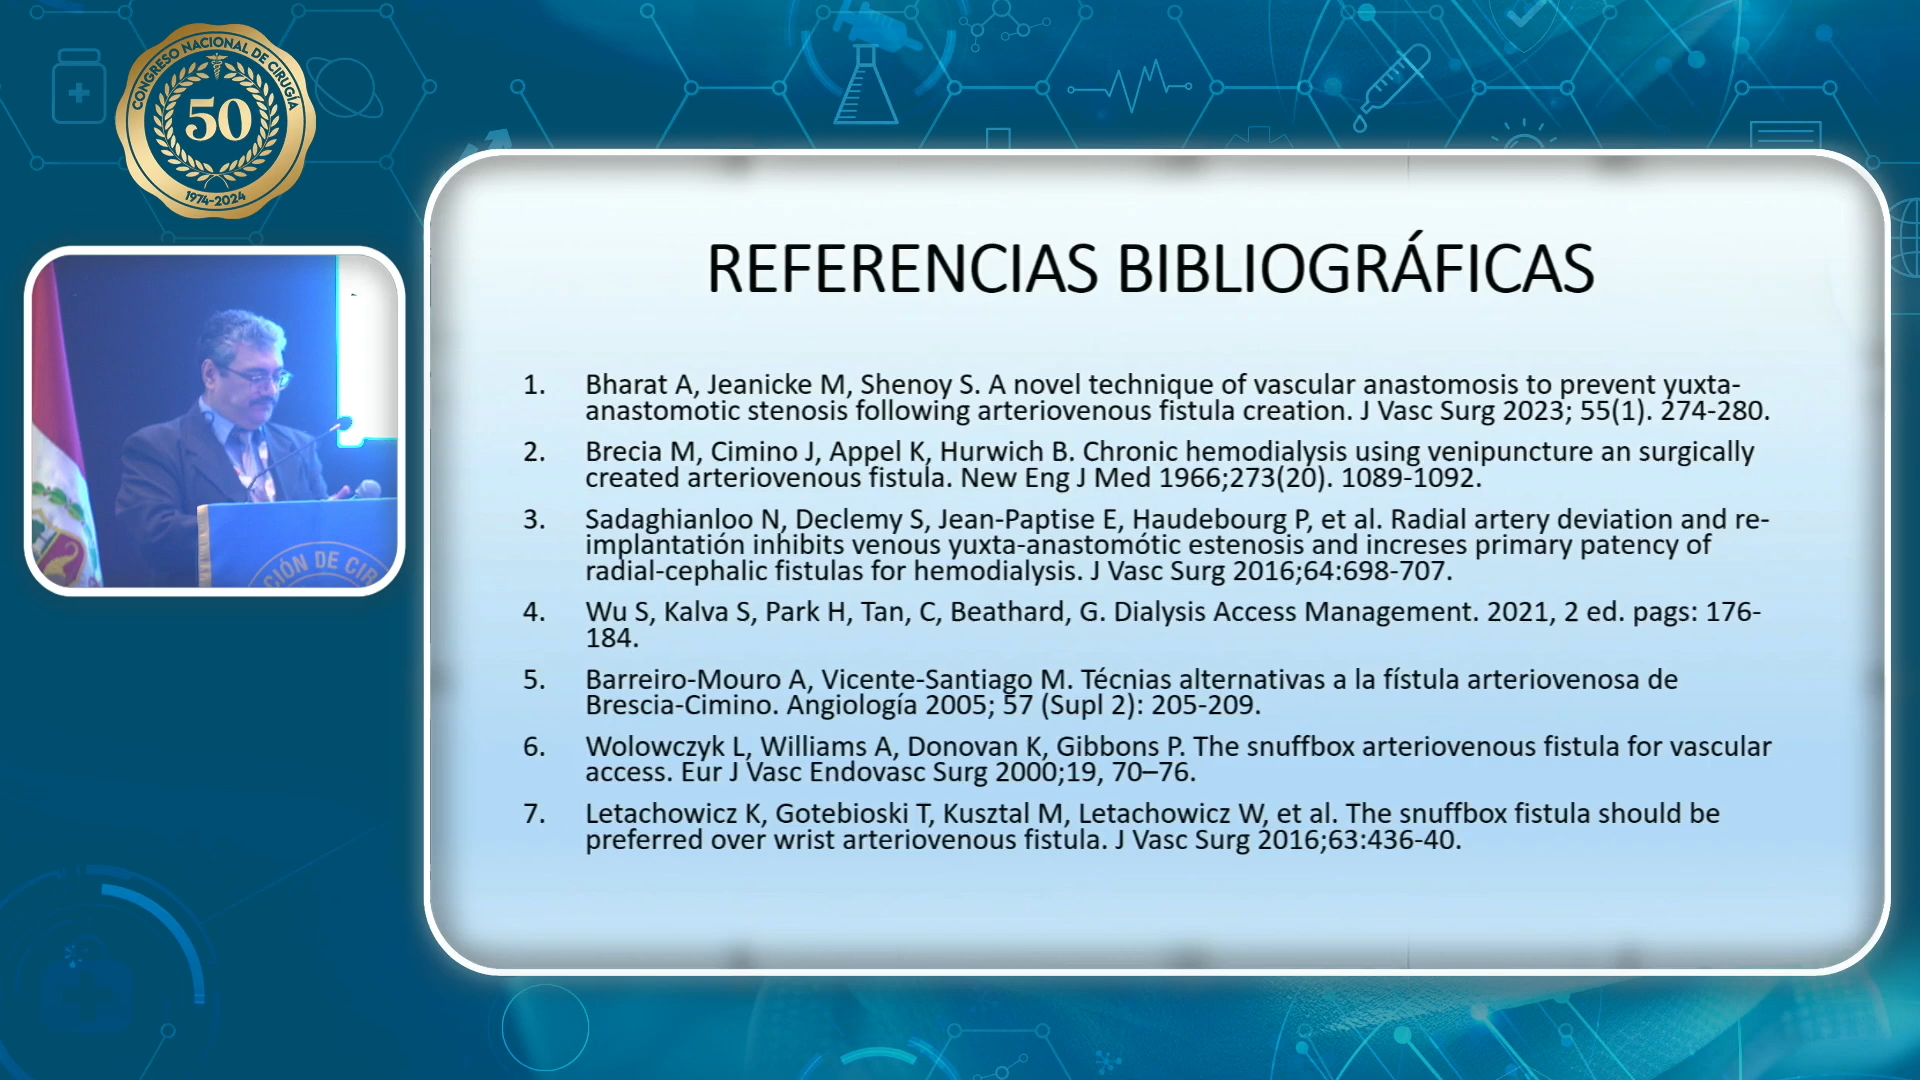 CONGRESO NACIONAL DE CIRUGÍA
50
1974-2024
CIÓN DE CIR
REFERENCIAS BIBLIOGRÁFICAS
1. Bharat A, Jeanicke M, Shenoy S. A novel technique of vascular anastomosis to prevent yuxta-
anastomotic stenosis following arteriovenous fistula creation. J Vasc Surg 2023; 55(1). 274-280.
2. Brecia M, Cimino J, Appel K, Hurwich B. Chronic hemodialysis using venipuncture an surgically
created arteriovenous fistula. New Eng J Med 1966;273(20). 1089-1092.
3. Sadaghianloo N, Declemy S, Jean-Paptise E, Haudebourg P, et al. Radial artery deviation and re-
implantatión inhibits venous yuxta-anastomótic estenosis and increses primary patency of
radial-cephalic fistulas for hemodialysis. J Vasc Surg 2016;64:698-707.
4. Wu S, Kalva S, Park H, Tan, C, Beathard, G. Dialysis Access Management. 2021, 2 ed. pags: 176-
184.
5. Barreiro-Mouro A, Vicente-Santiago M. Técnias alternativas a la fístula arteriovenosa de
Brescia-Cimino. Angiología 2005; 57 (Supl 2): 205-209.
6. Wolowczyk L, Williams A, Donovan K, Gibbons P. The snuffbox arteriovenous fistula for vascular
access. Eur J Vasc Endovasc Surg 2000;19, 70–76.
7. Letachowicz K, Gotebioski T, Kusztal M, Letachowicz W, et al. The snuffbox fistula should be
preferred over wrist arteriovenous fistula. J Vasc Surg 2016;63:436-40.